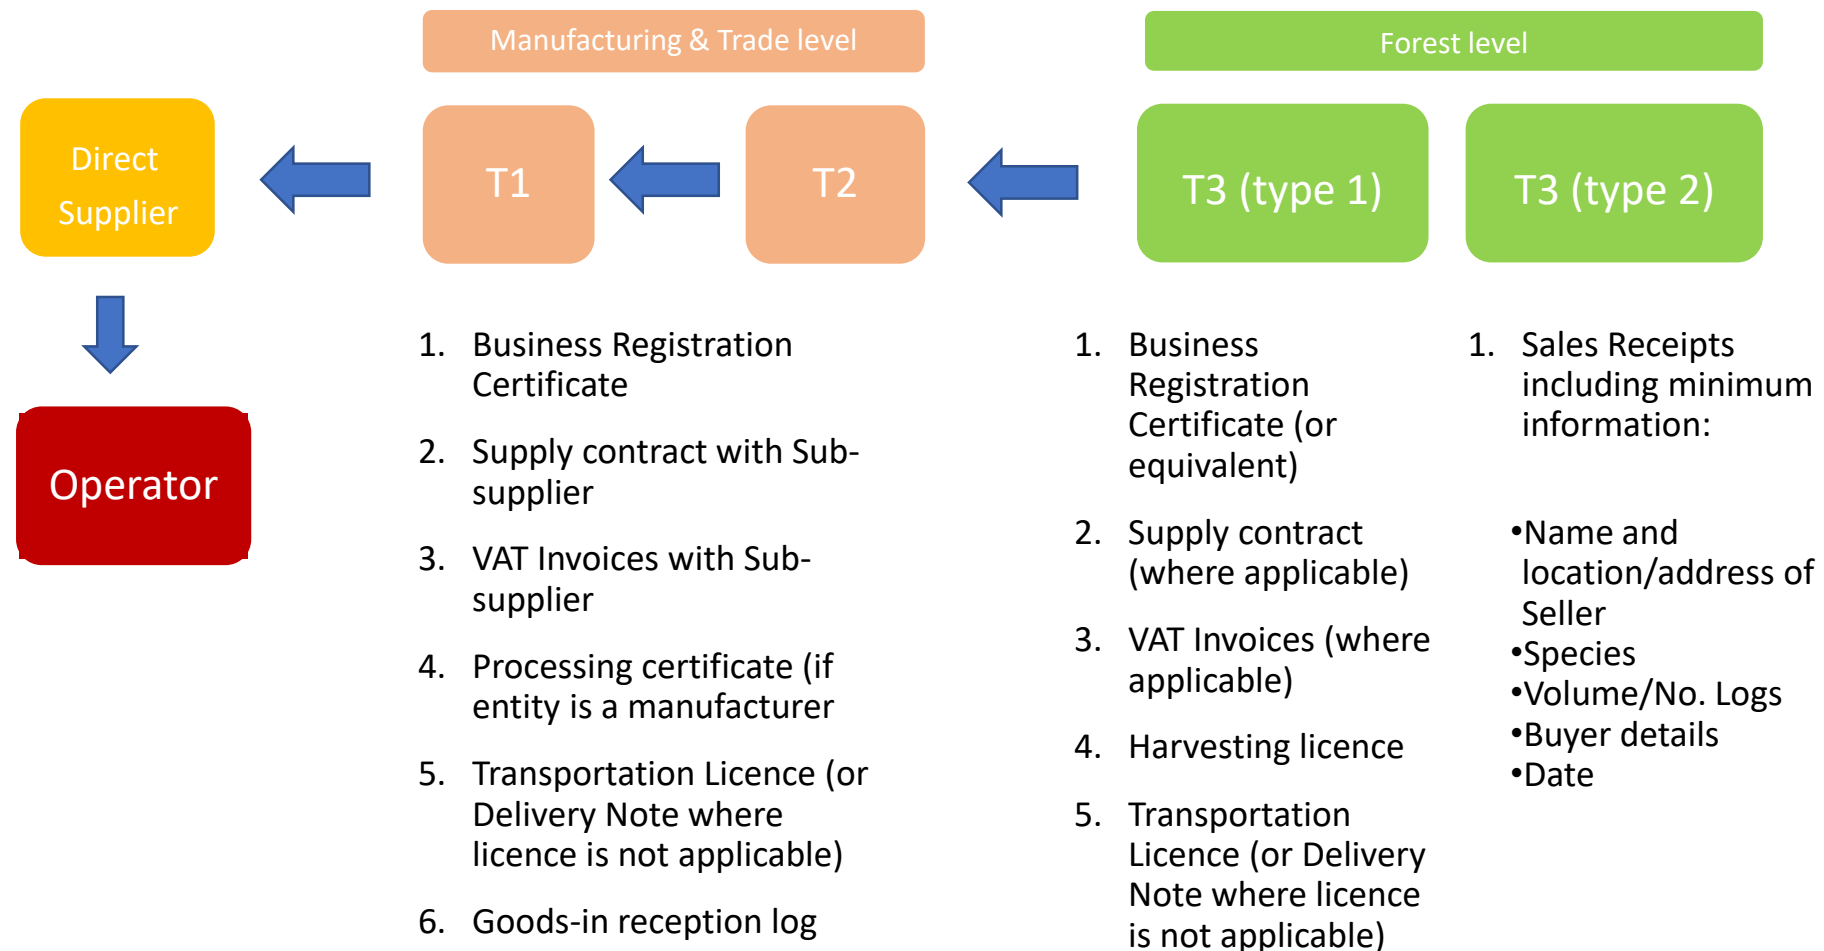 Manufacturing & Trade level
Forest level
Direct
Supplier
T1
T2
T3 (type 1)
T3 (type 2)
Operator
1. Business Registration
Certificate
2. Supply contract with Sub-
supplier
3. VAT Invoices with Sub-
supplier
4. Processing certificate (if
entity is a manufacturer
5. Transportation Licence (or
Delivery Note where
licence is not applicable)
6. Goods-in reception log
1. Business
Registration
Certificate (or
equivalent)
2. Supply contract
(where applicable)
3. VAT Invoices (where
applicable)
4. Harvesting licence
5. Transportation
Licence (or Delivery
Note where licence
is not applicable)
1. Sales Receipts
including minimum
information:
•Name and
location/address of
Seller
•Species
•Volume/No. Logs
•Buyer details
•Date